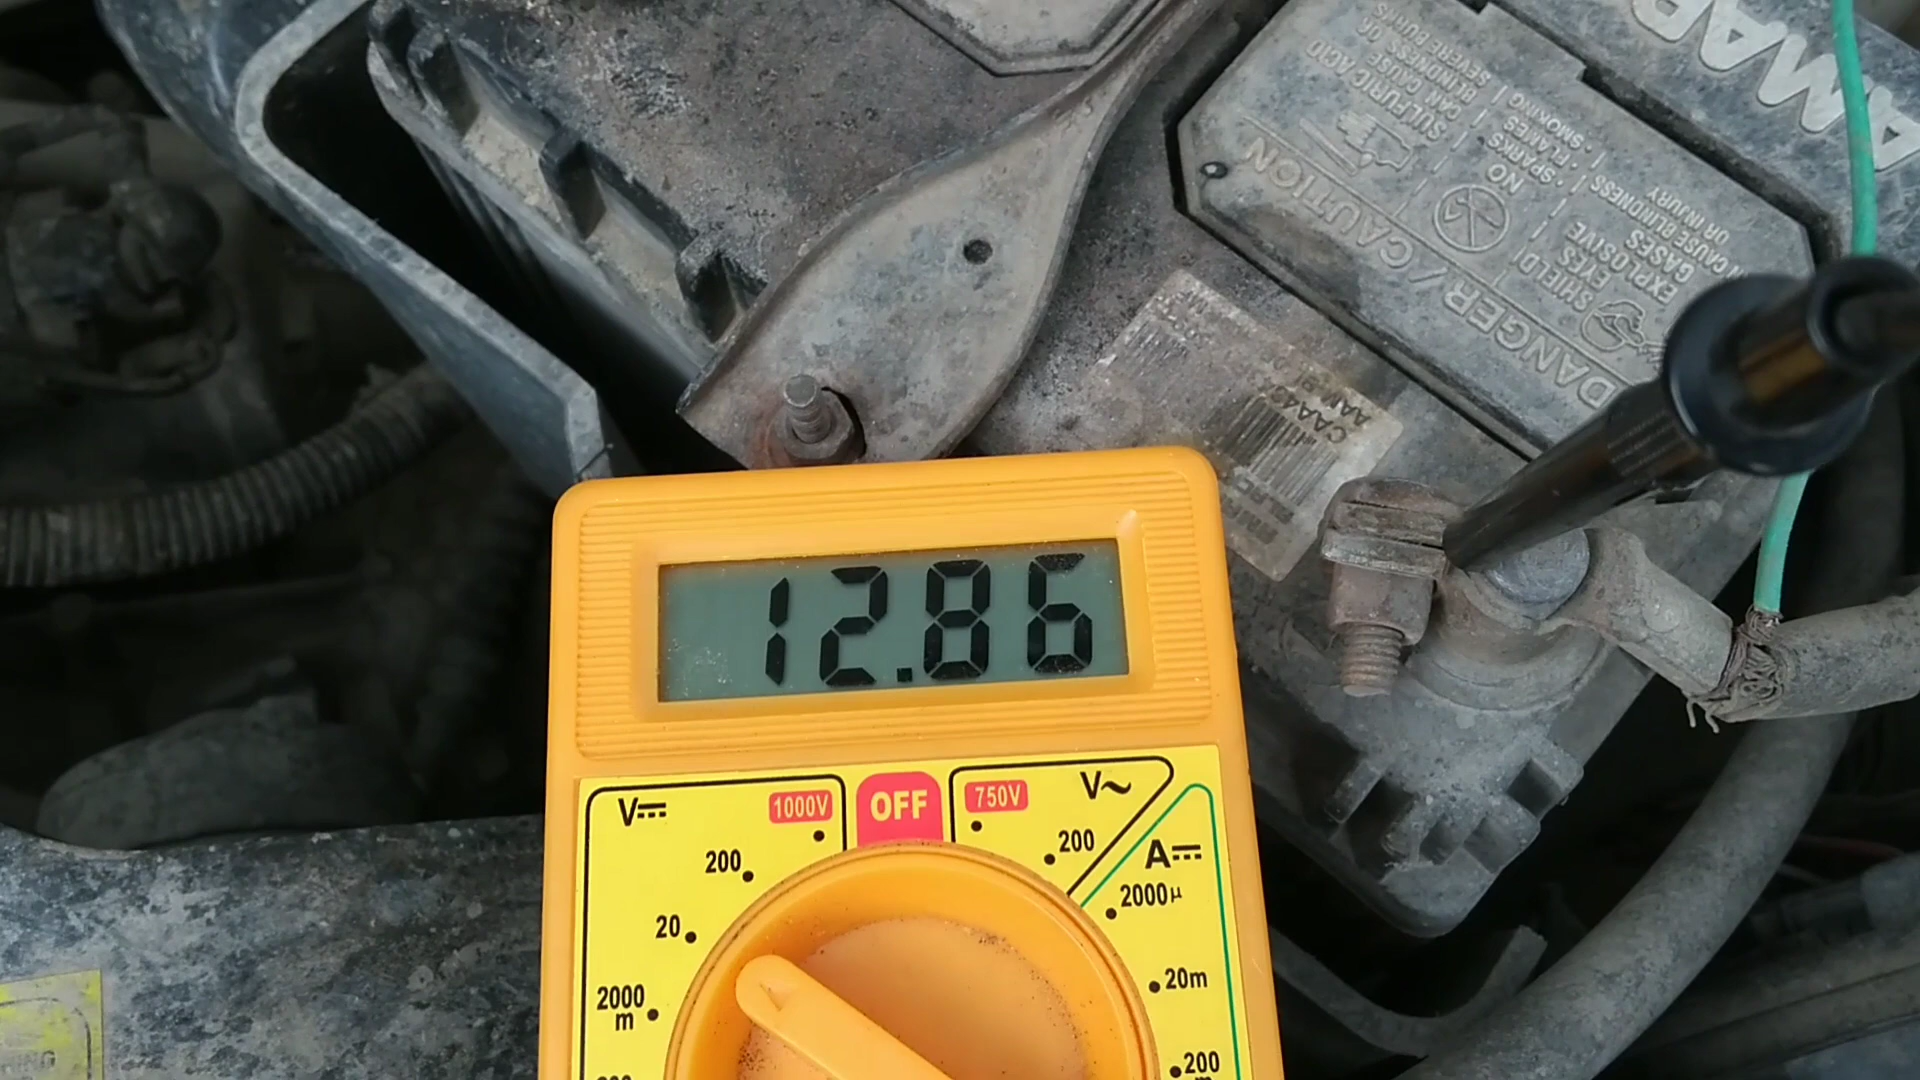 12.86
V⎓
1000V
OFF
750V
V~
200
200
A⎓
2000µ
20
20m
2000
m
200
DANGER/CAUTION
SHIELD
EYES
EXPLOSIVE
GASES
CAUSE BLINDNESS
OR INJURY
NO
• SPARKS
• FLAMES
• SMOKING
SULFURIC ACID
CAN CAUSE
BLINDNESS OR
SEVERE BURNS